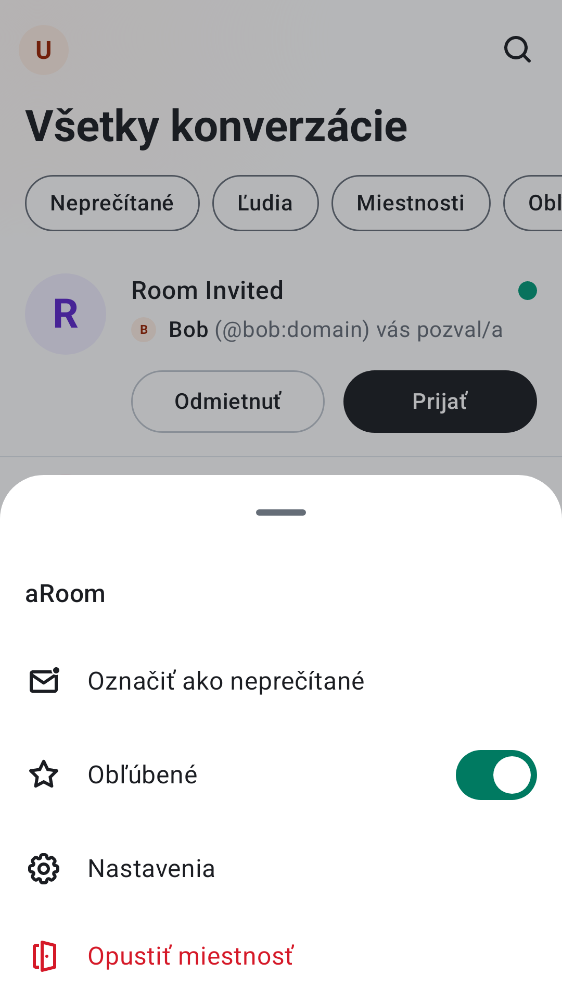 U
Všetky konverzácie
Neprečítané
Ľudia
Miestnosti
Obľ
R
Room Invited
B
Bob (@bob:domain) vás pozval/a
Odmietnuť
Prijať
aRoom
Označiť ako neprečítané
Obľúbené
Nastavenia
Opustiť miestnosť